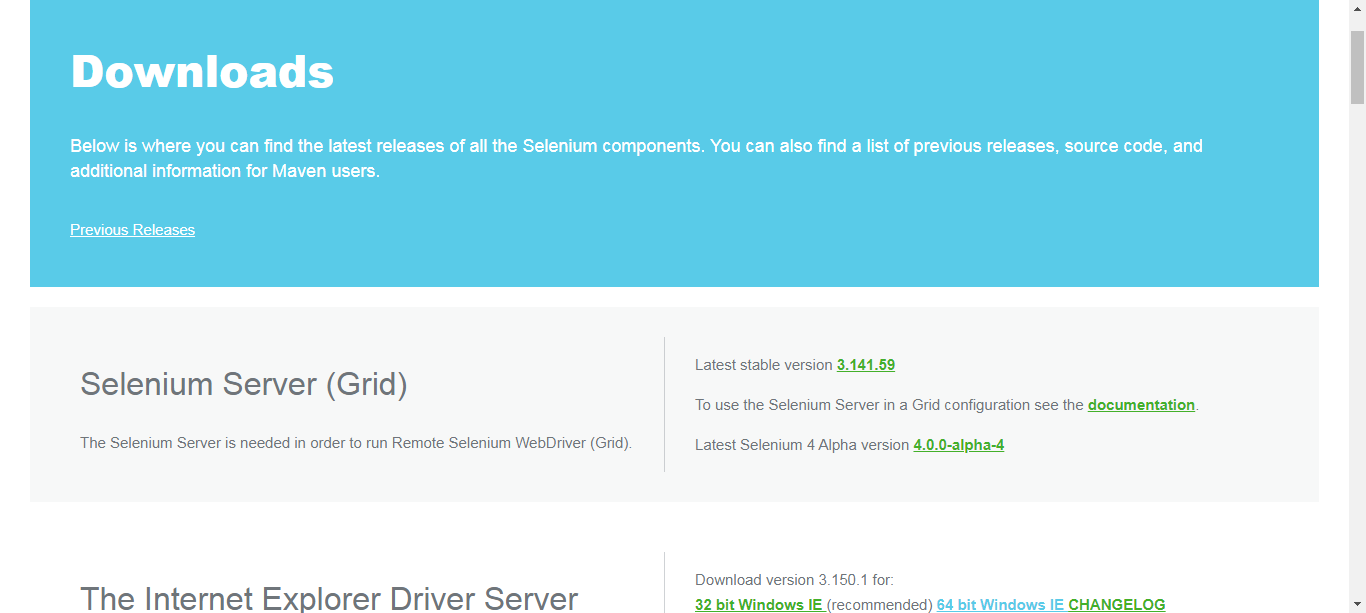 Downloads
Below is where you can find the latest releases of all the Selenium components. You can also find a list of previous releases, source code, and
additional information for Maven users.
Previous Releases
Selenium Server (Grid)
The Selenium Server is needed in order to run Remote Selenium WebDriver (Grid).
Latest stable version 3.141.59
To use the Selenium Server in a Grid configuration see the documentation.
Latest Selenium 4 Alpha version 4.0.0-alpha-4
The Internet Explorer Driver Server
Download version 3.150.1 for:
32 bit Windows IE (recommended) 64 bit Windows IE CHANGELOG